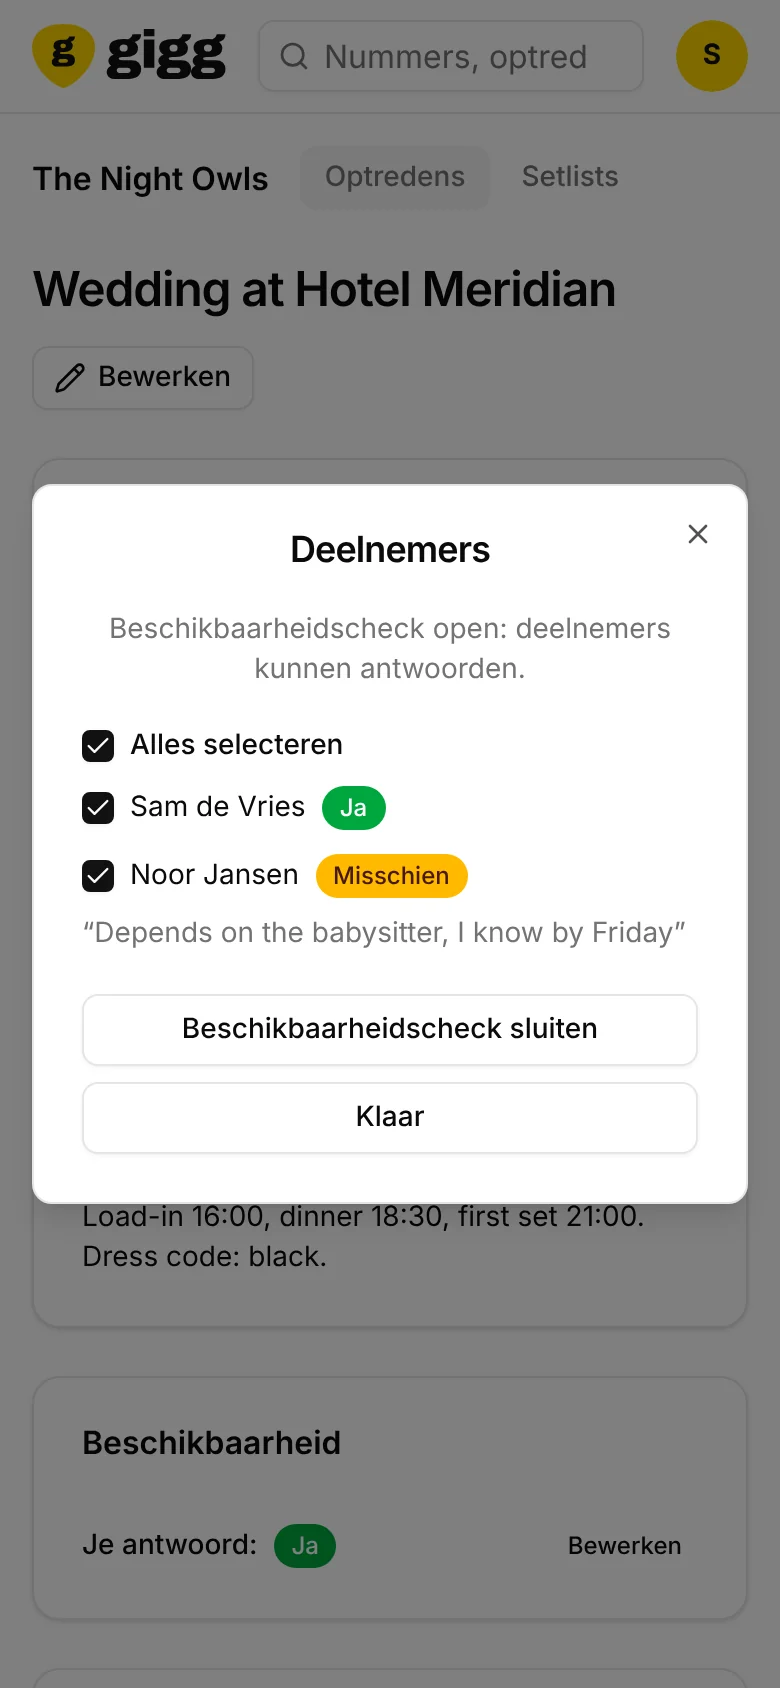 g gigg
Nummers, optred
S
The Night Owls
Optredens
Setlists
Wedding at Hotel Meridian
Bewerken
Deelnemers
Beschikbaarheidscheck open: deelnemers
kunnen antwoorden.
Alles selecteren
Sam de Vries Ja
Noor Jansen Misschien
“Depends on the babysitter, I know by Friday”
Beschikbaarheidscheck sluiten
Klaar
Load-in 16:00, dinner 18:30, first set 21:00.
Dress code: black.
Beschikbaarheid
Je antwoord: Ja
Bewerken